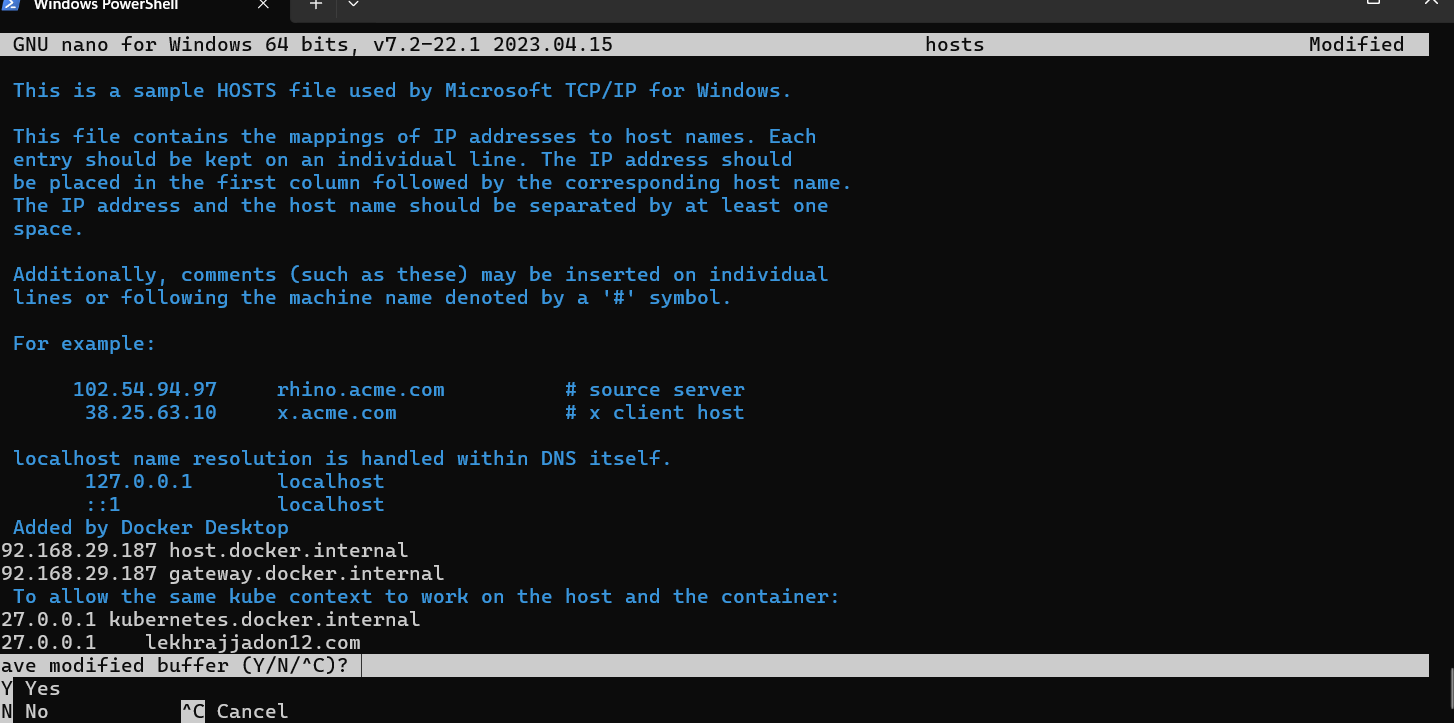 Windows PowerShell
GNU nano for Windows 64 bits, v7.2-22.1 2023.04.15 hosts Modified
This is a sample HOSTS file used by Microsoft TCP/IP for Windows.
This file contains the mappings of IP addresses to host names. Each
entry should be kept on an individual line. The IP address should
be placed in the first column followed by the corresponding host name.
The IP address and the host name should be separated by at least one
space.
Additionally, comments (such as these) may be inserted on individual
lines or following the machine name denoted by a '#' symbol.
For example:
102.54.94.97 rhino.acme.com # source server
38.25.63.10 x.acme.com # x client host
localhost name resolution is handled within DNS itself.
127.0.0.1 localhost
::1 localhost
Added by Docker Desktop
92.168.29.187 host.docker.internal
92.168.29.187 gateway.docker.internal
To allow the same kube context to work on the host and the container:
27.0.0.1 kubernetes.docker.internal
27.0.0.1 lekhrajjadon12.com
ave modified buffer (Y/N/^C)?
Y Yes
N No ^C Cancel